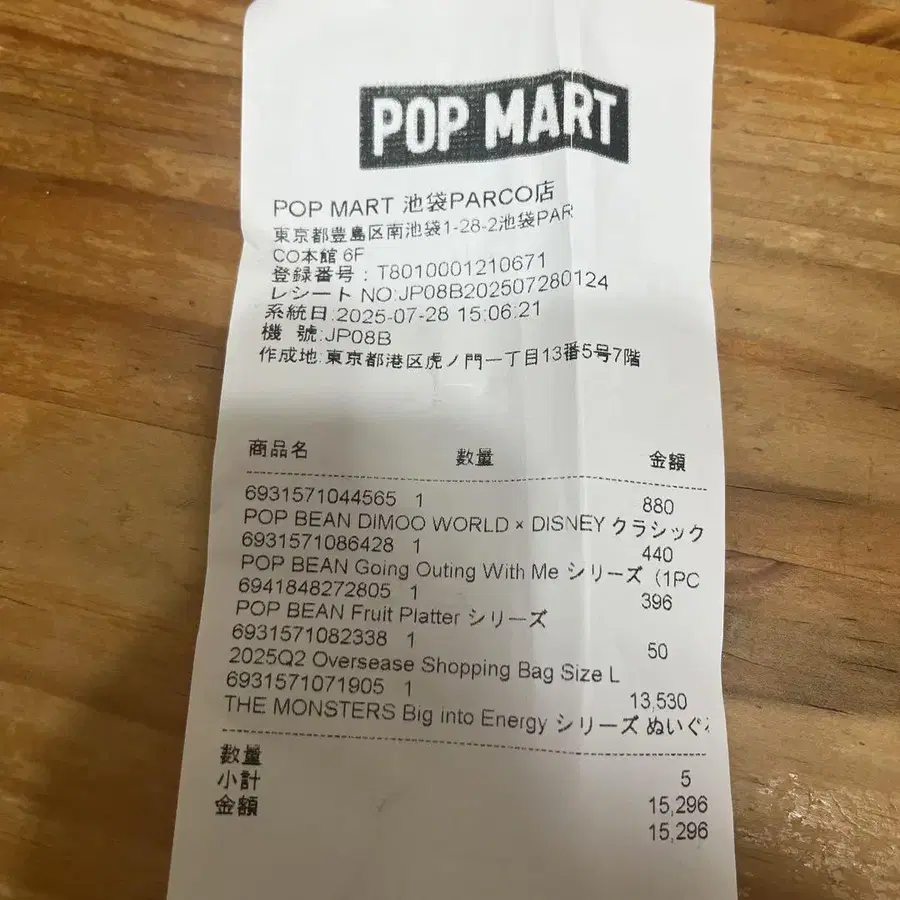 POP MART
POP MART 池袋PARCO店
東京都豊島区南池袋1-28-2池袋PAR
CO本館 6F
登録番号 : T8010001210671
レシート NO:JP08B202507280124
系統日:2025-07-28 15:06:21
機 號:JP08B
作成地:東京都港区虎ノ門一丁目13番5号7階
商品名 数量 金額
6931571044565 1 880
POP BEAN DIMOO WORLD × DISNEY クラシック
6931571086428 1 440
POP BEAN Going Outing With Me シリーズ (1PC
6941848272805 1 396
POP BEAN Fruit Platter シリーズ
6931571082338 1 50
2025Q2 Oversease Shopping Bag Size L
6931571071905 1 13,530
THE MONSTERS Big into Energy シリーズ ぬいぐ
数量 5
小計 15,296
金額 15,296